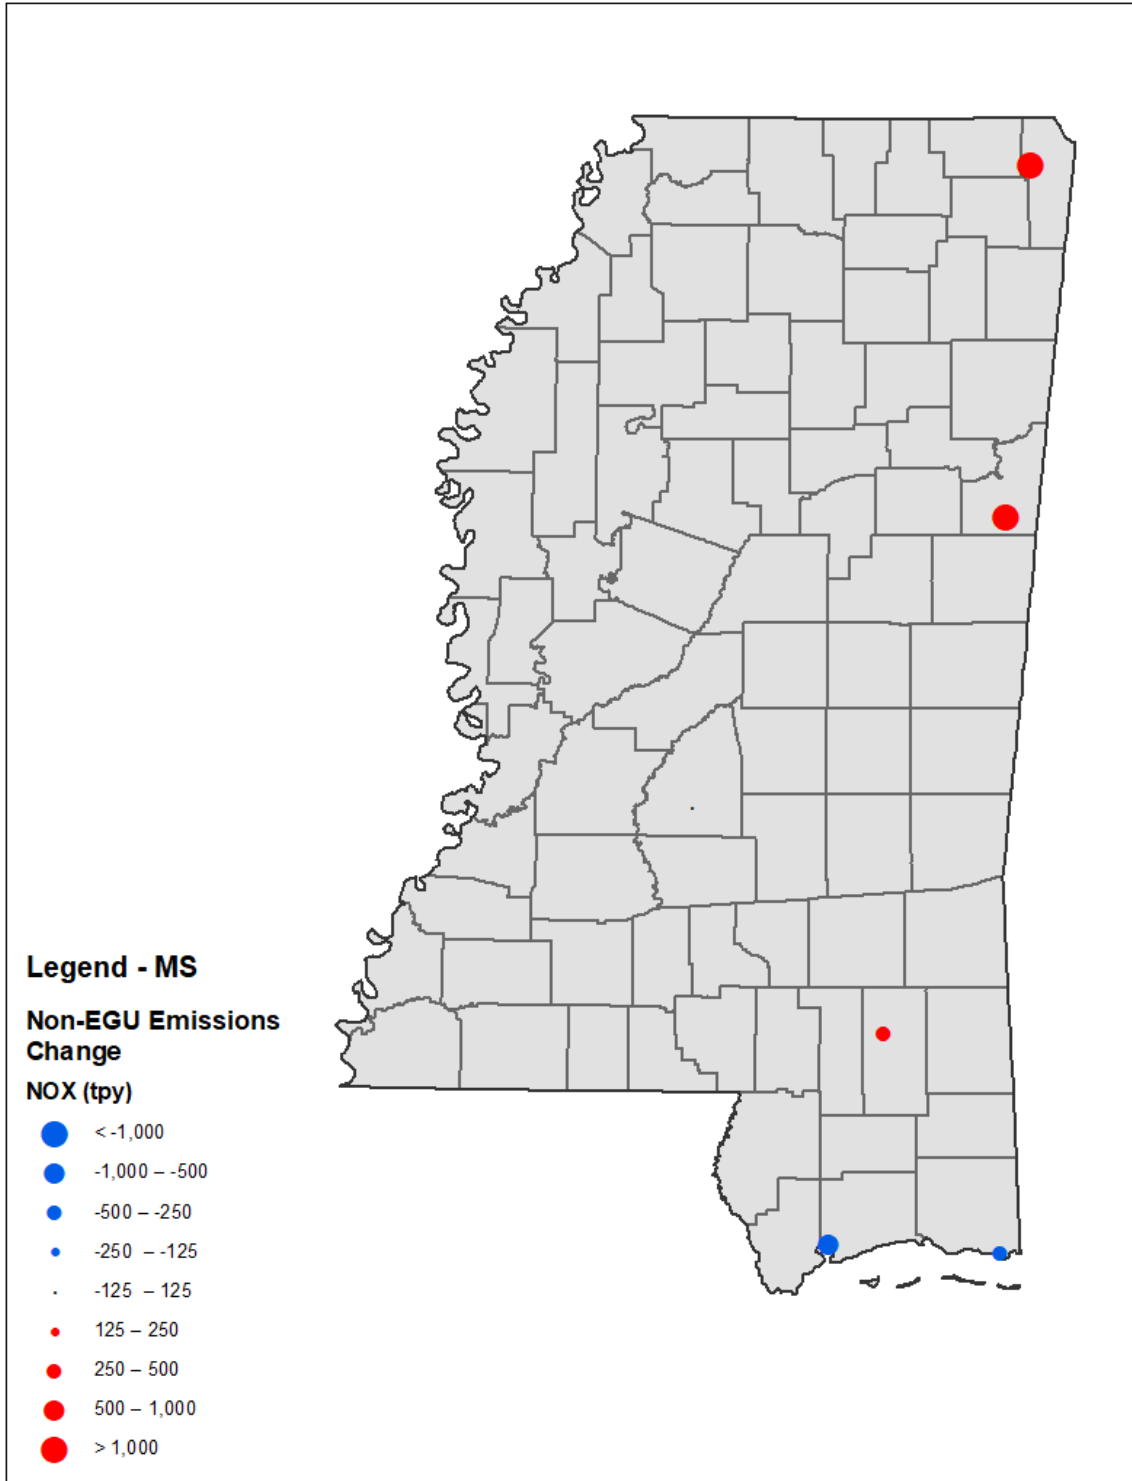 Legend - MS
Non-EGU Emissions
Change
NOX (tpy)
< -1,000
-1,000 – -500
-500 – -250
-250 – -125
-125 – 125
125 – 250
250 – 500
500 – 1,000
> 1,000